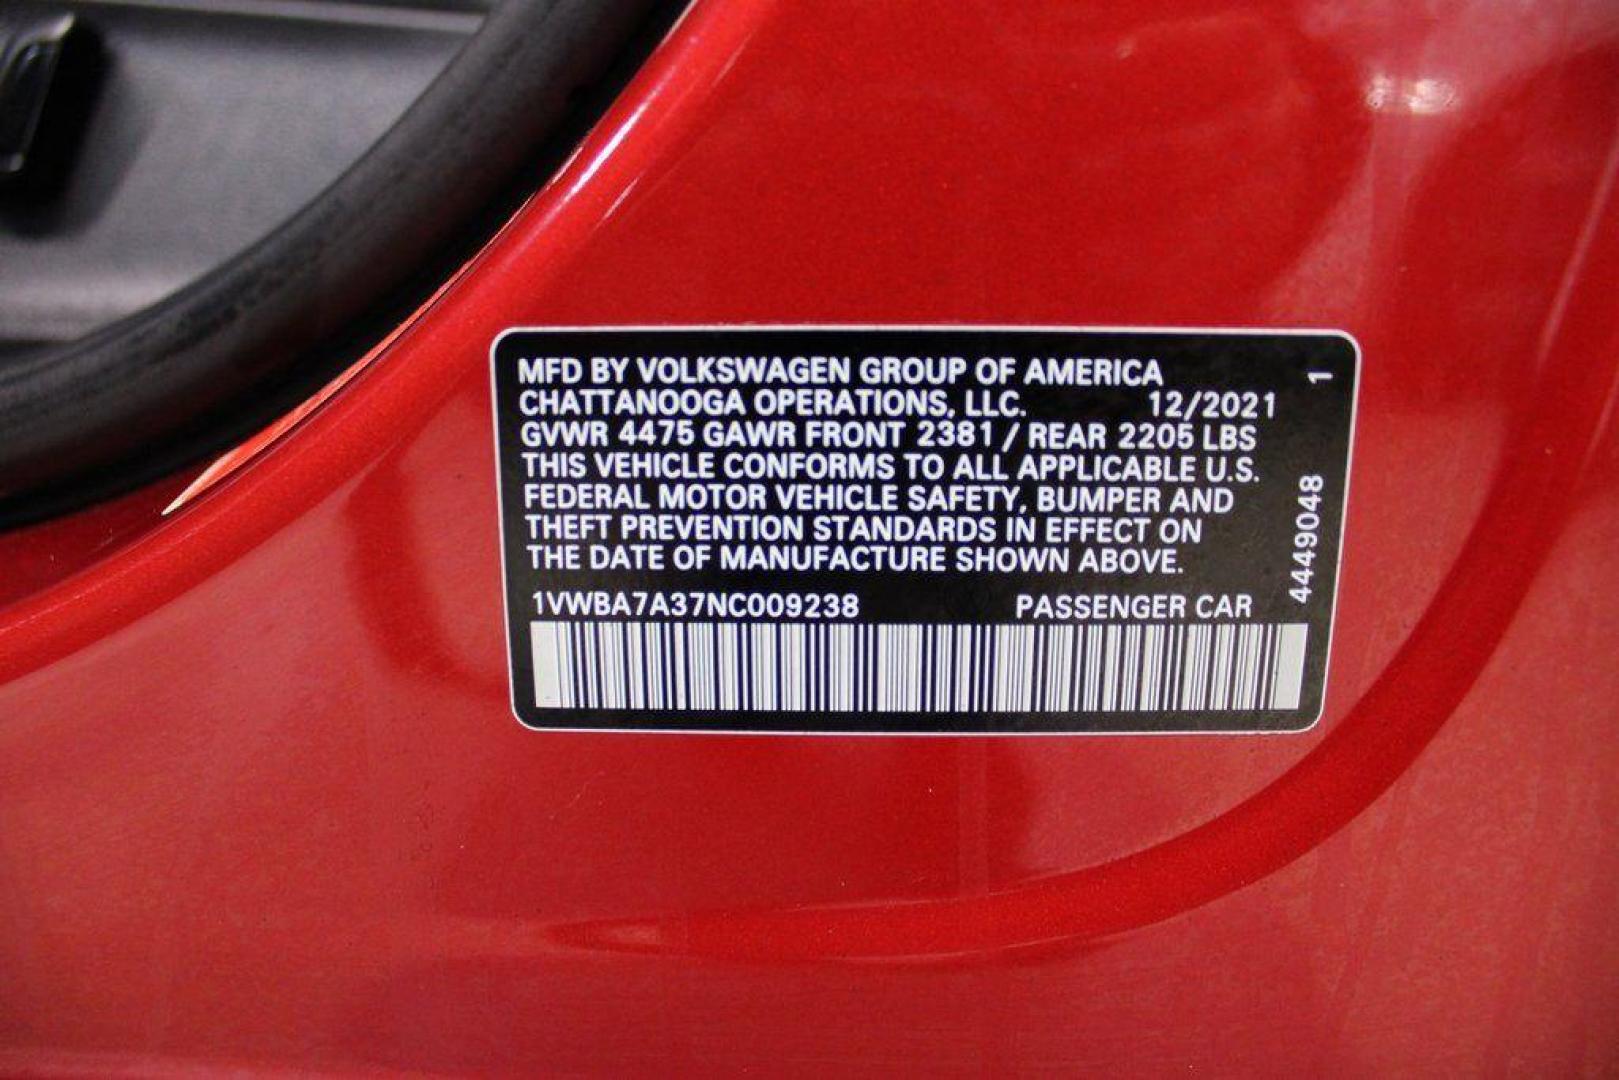 MFD BY VOLKSWAGEN GROUP OF AMERICA
CHATTANOOGA OPERATIONS, LLC. 12/2021
GVWR 4475 GAWR FRONT 2381 / REAR 2205 LBS
THIS VEHICLE CONFORMS TO ALL APPLICABLE U.S.
FEDERAL MOTOR VEHICLE SAFETY, BUMPER AND
THEFT PREVENTION STANDARDS IN EFFECT ON
THE DATE OF MANUFACTURE SHOWN ABOVE.
1VWBA7A37NC009238 PASSENGER CAR
4449048 1